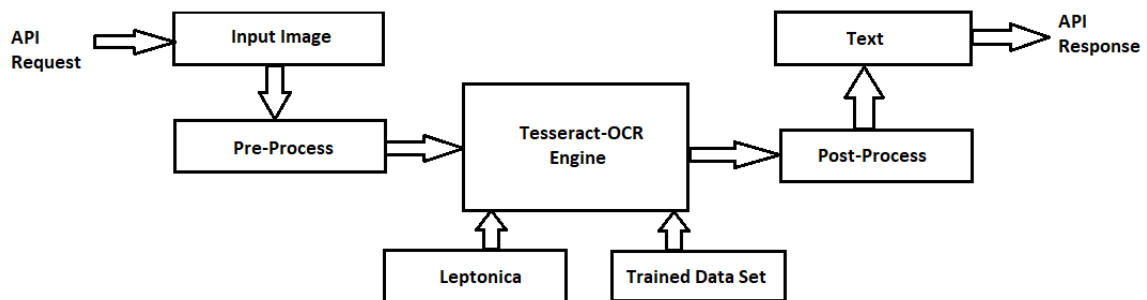 API
Request
Input Image
Pre-Process
Tesseract-OCR
Engine
Leptonica
Trained Data Set
Post-Process
Text
API
Response